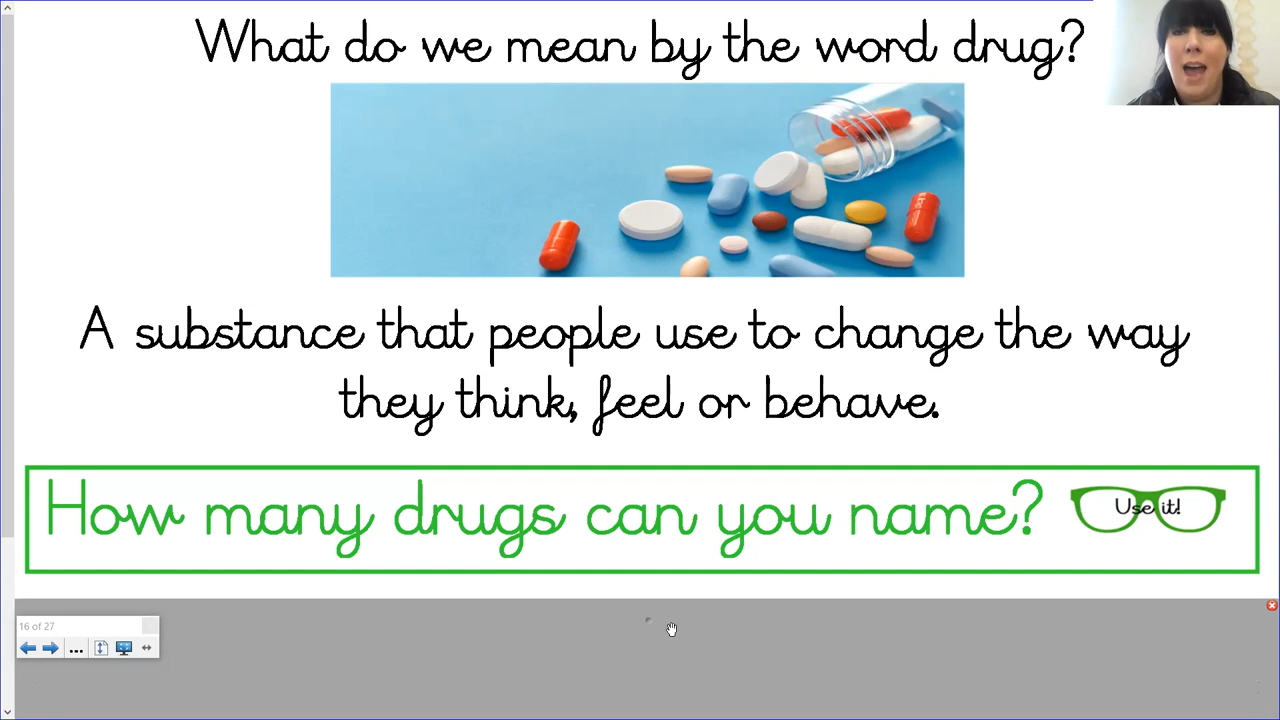 What do we mean by the word drug?
A substance that people use to change the way
they think, feel or behave.
How many drugs can you name?
Use it!
16 of 27
...